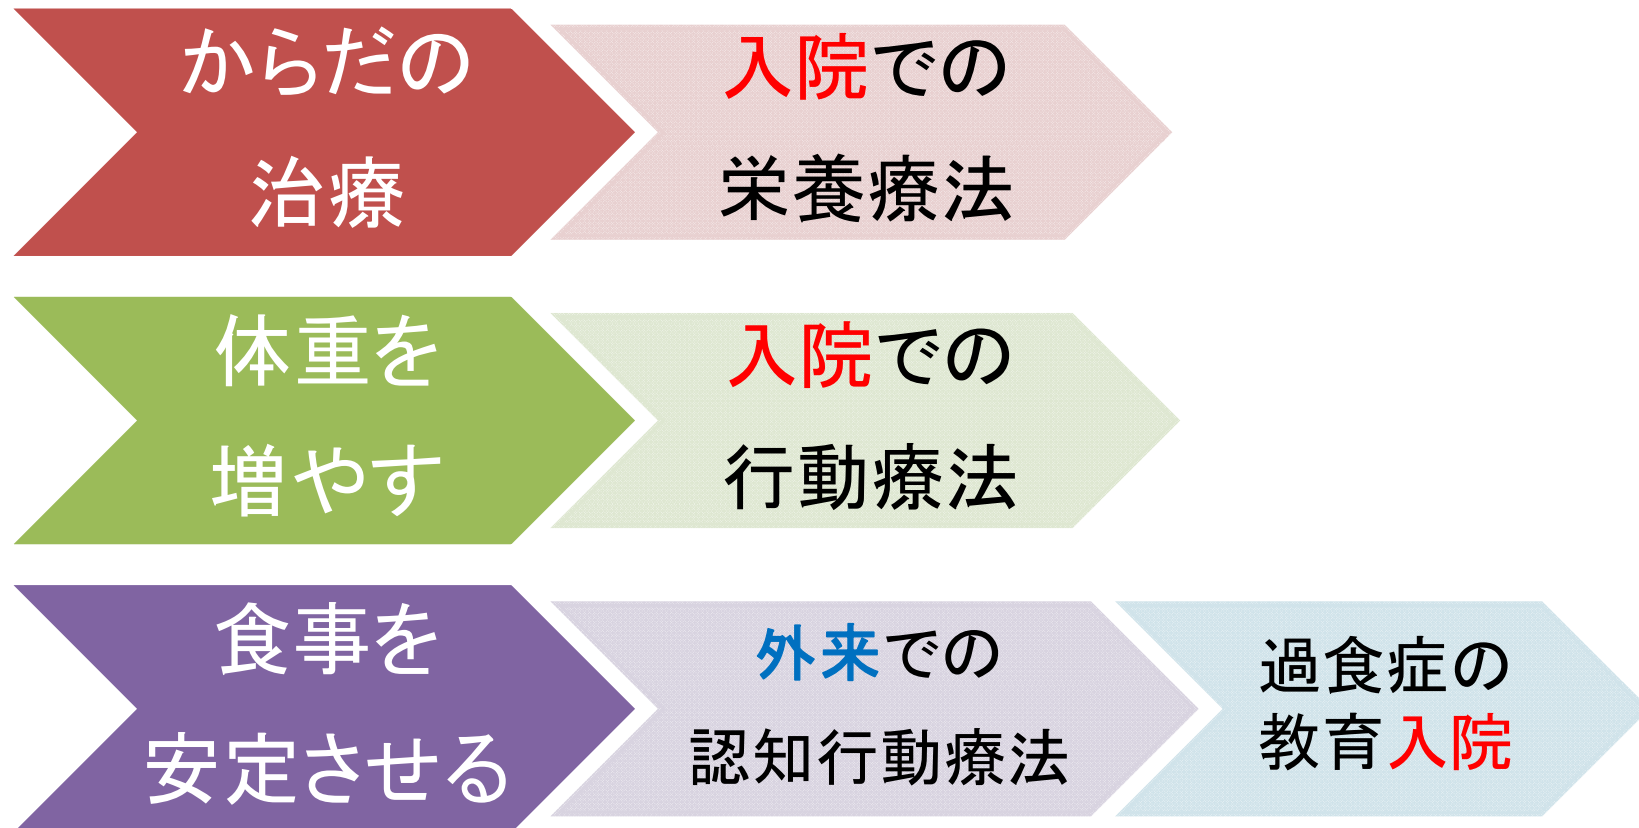 からだの
治療
入院での
栄養療法
体重を
増やす
入院での
行動療法
食事を
安定させる
外来での
認知行動療法
過食症の
教育入院